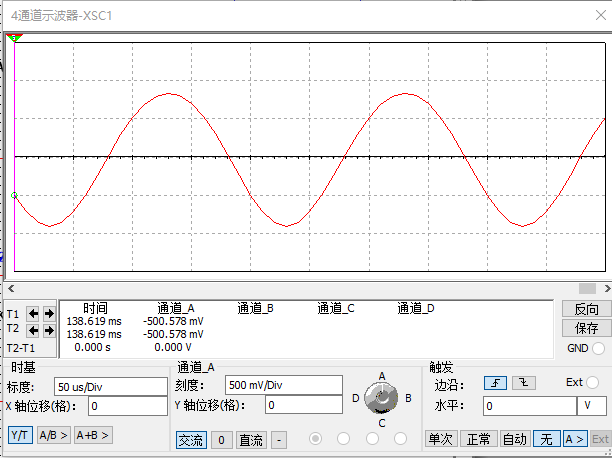 4通道示波器-XSC1
时间 通道_A 通道_B 通道_C 通道_D
T1 138.619 ms -500.578 mV
T2 138.619 ms -500.578 mV
T2-T1 0.000 s 0.000 V
反向
保存
GND
时基
标度: 50 us/Div
X 轴位移(格): 0
Y/T A/B > A+B >
通道_A
刻度: 500 mV/Div
Y 轴位移(格): 0
交流 0 直流 -
A
D B
C
触发
边沿: Ext
水平: 0 V
单次 正常 自动 无 A > Ext